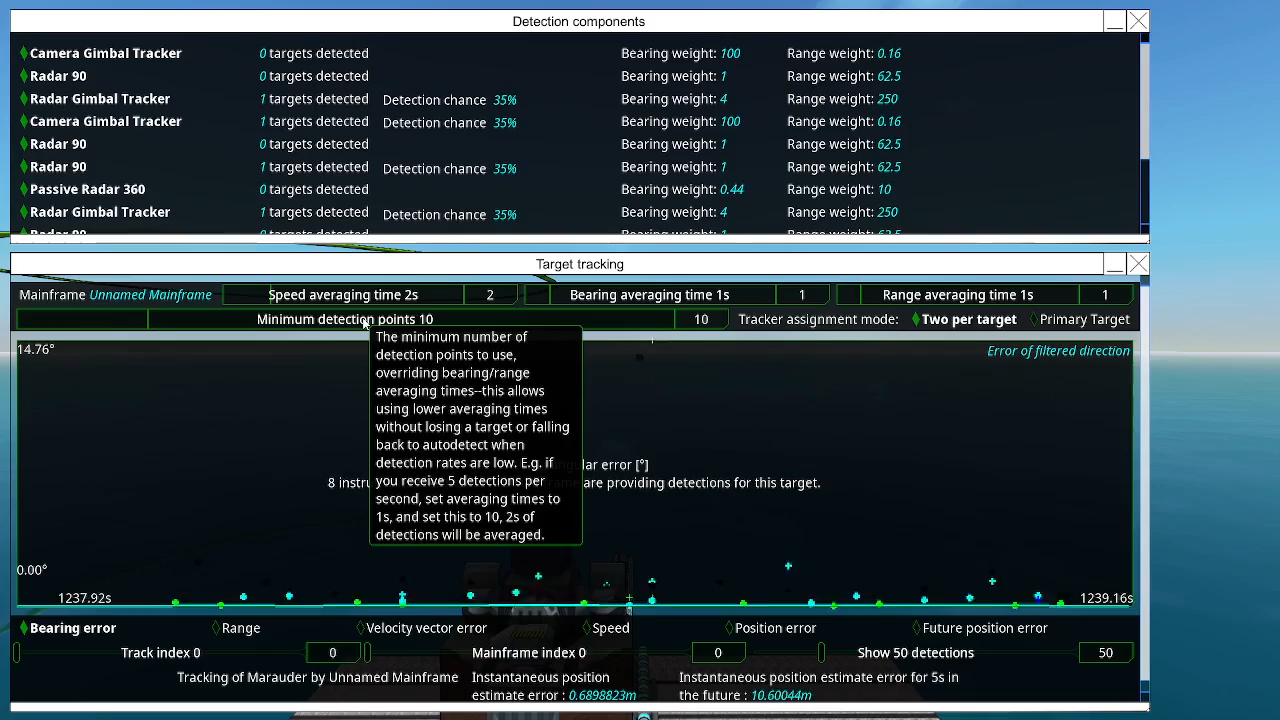 Detection components
Camera Gimbal Tracker 0 targets detected Bearing weight: 100 Range weight: 0.16
Radar 90 0 targets detected Bearing weight: 1 Range weight: 62.5
Radar Gimbal Tracker 1 targets detected Detection chance 35% Bearing weight: 4 Range weight: 250
Camera Gimbal Tracker 1 targets detected Detection chance 35% Bearing weight: 100 Range weight: 0.16
Radar 90 0 targets detected Bearing weight: 1 Range weight: 62.5
Radar 90 1 targets detected Detection chance 35% Bearing weight: 1 Range weight: 62.5
Passive Radar 360 0 targets detected Bearing weight: 0.44 Range weight: 10
Radar Gimbal Tracker 1 targets detected Detection chance 35% Bearing weight: 4 Range weight: 250
Target tracking
Mainframe Unnamed Mainframe Speed averaging time 2s 2 Bearing averaging time 1s 1 Range averaging time 1s 1
Minimum detection points 10 10 Tracker assignment mode: Two per target Primary Target
14.76° Error of filtered direction
The minimum number of
detection points to use,
overriding bearing/range
averaging times--this allows
using lower averaging times
without losing a target or falling
back to autodetect when
detection rates are low. E.g. if
you receive 5 detections per
second, set averaging times to
1s, and set this to 10, 2s of
detections will be averaged.
error [°]
8 are providing detections for this target.
0.00°
1237.92s 1239.16s
Bearing error Range Velocity vector error Speed Position error Future position error
Track index 0 0 Mainframe index 0 0 Show 50 detections 50
Tracking of Marauder by Unnamed Mainframe
Instantaneous position
estimate error : 0.6898823m
Instantaneous position estimate error for 5s in
the future : 10.60044m